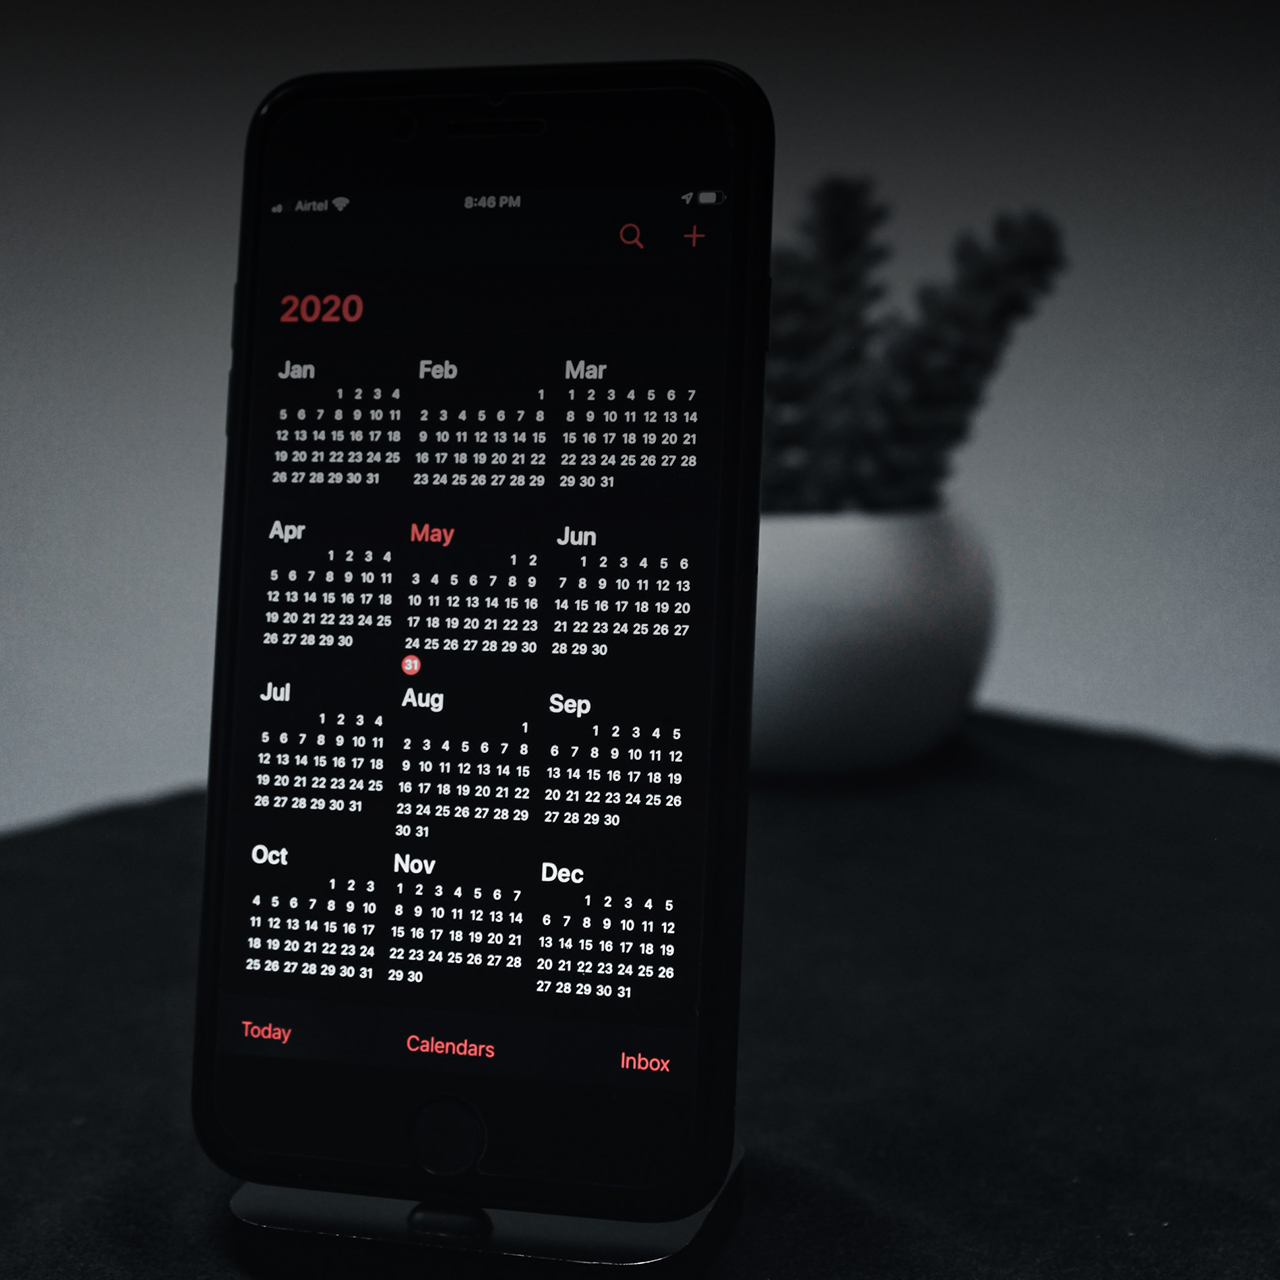 Airtel 8:46 PM
2020
Jan Feb Mar
1 2 3 4 1 1 2 3 4 5 6 7
5 6 7 8 9 10 11 2 3 4 5 6 7 8 8 9 10 11 12 13 14
12 13 14 15 16 17 18 9 10 11 12 13 14 15 15 16 17 18 19 20 21
19 20 21 22 23 24 25 16 17 18 19 20 21 22 22 23 24 25 26 27 28
26 27 28 29 30 31 23 24 25 26 27 28 29 29 30 31
Apr May Jun
1 2 3 4 1 2 1 2 3 4 5 6
5 6 7 8 9 10 11 3 4 5 6 7 8 9 7 8 9 10 11 12 13
12 13 14 15 16 17 18 10 11 12 13 14 15 16 14 15 16 17 18 19 20
19 20 21 22 23 24 25 17 18 19 20 21 22 23 21 22 23 24 25 26 27
26 27 28 29 30 24 25 26 27 28 29 30 28 29 30
31
Jul Aug Sep
1 2 3 4 1 1 2 3 4 5
5 6 7 8 9 10 11 2 3 4 5 6 7 8 6 7 8 9 10 11 12
12 13 14 15 16 17 18 9 10 11 12 13 14 15 13 14 15 16 17 18 19
19 20 21 22 23 24 25 16 17 18 19 20 21 22 20 21 22 23 24 25 26
26 27 28 29 30 31 23 24 25 26 27 28 29 27 28 29 30
30 31
Oct Nov Dec
1 2 3 1 2 3 4 5 6 7 1 2 3 4 5
4 5 6 7 8 9 10 8 9 10 11 12 13 14 6 7 8 9 10 11 12
11 12 13 14 15 16 17 15 16 17 18 19 20 21 13 14 15 16 17 18 19
18 19 20 21 22 23 24 22 23 24 25 26 27 28 20 21 22 23 24 25 26
25 26 27 28 29 30 31 29 30 27 28 29 30 31
Today Calendars Inbox